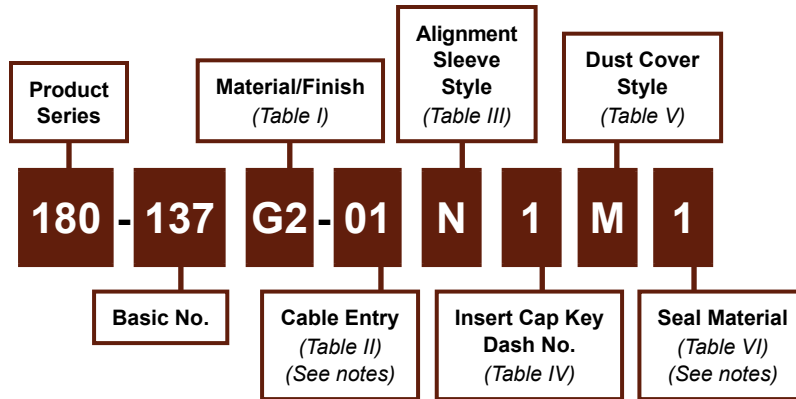 Alignment
Sleeve
Style
(Table III)
Dust Cover
Style
(Table V)
Product
Series
Material/Finish
(Table I)
180 - 137 G2 - 01 N 1 M 1
Basic No.
Cable Entry
(Table II)
(See notes)
Insert Cap Key
Dash No.
(Table IV)
Seal Material
(Table VI)
(See notes)